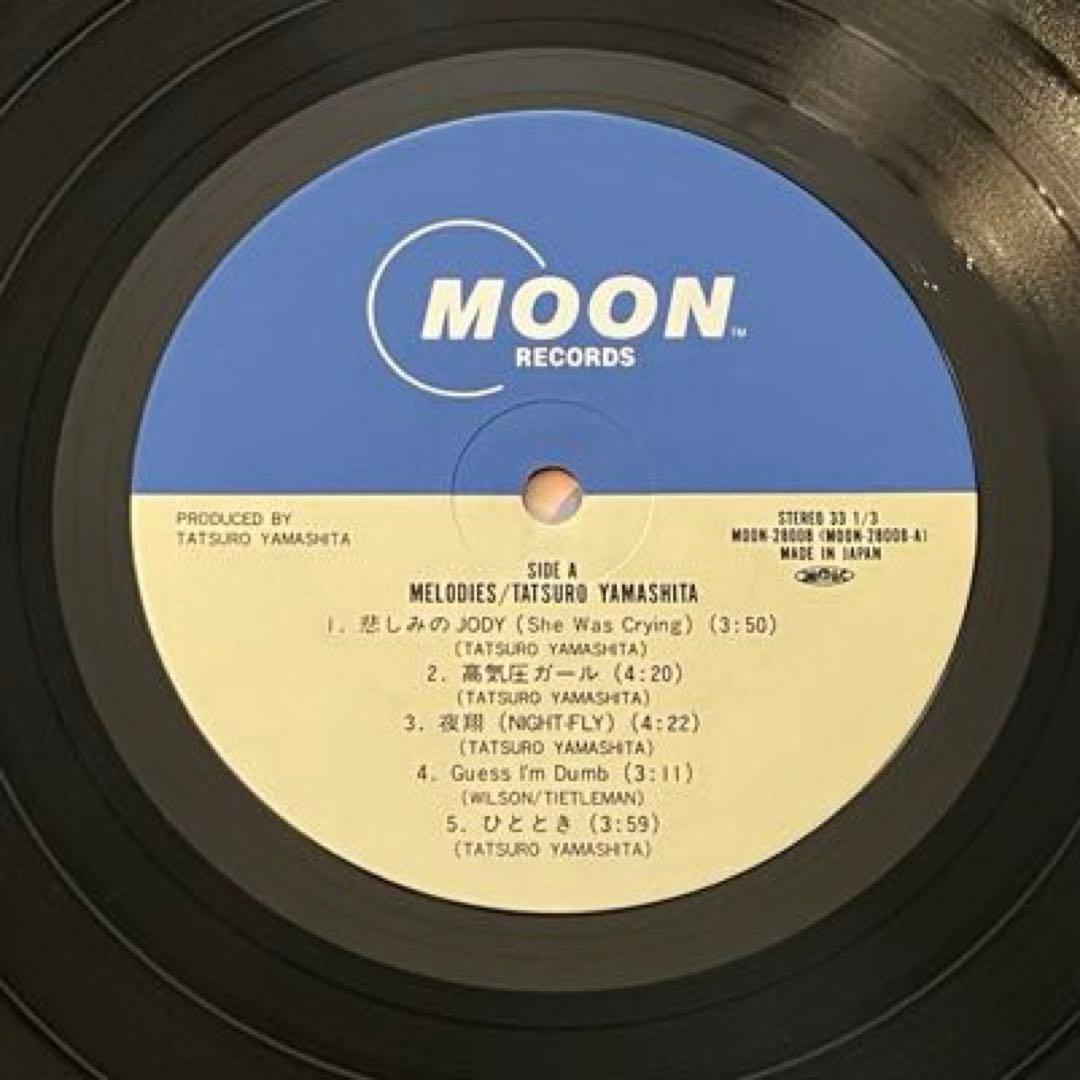 MOON TM
RECORDS
PRODUCED BY
TATSURO YAMASHITA
STEREO 33 1/3
MOON-28008 (MOON-28008-A)
MADE IN JAPAN
SIDE A
MELODIES/TATSURO YAMASHITA
1. 悲しみのJODY (She Was Crying) (3:50)
(TATSURO YAMASHITA)
2. 高気圧ガール (4:20)
(TATSURO YAMASHITA)
3. 夜翔 (NIGHT-FLY) (4:22)
(TATSURO YAMASHITA)
4. Guess I'm Dumb (3:11)
(WILSON/TIETLEMAN)
5. ひととき (3:59)
(TATSURO YAMASHITA)